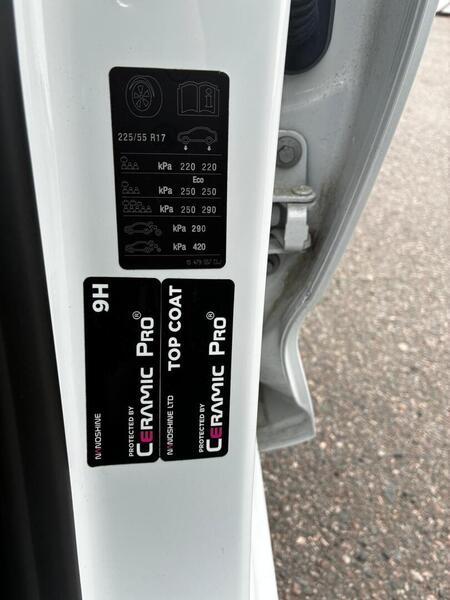 225/55 R17
kPa 220 220
Eco
kPa 250 250
kPa 250 290
kPa 290
kPa 420
9H
NANOSHINE
PROTECTED BY
CERAMIC PRO®
TOP COAT
NANOSHINE LTD
PROTECTED BY
CERAMIC PRO®